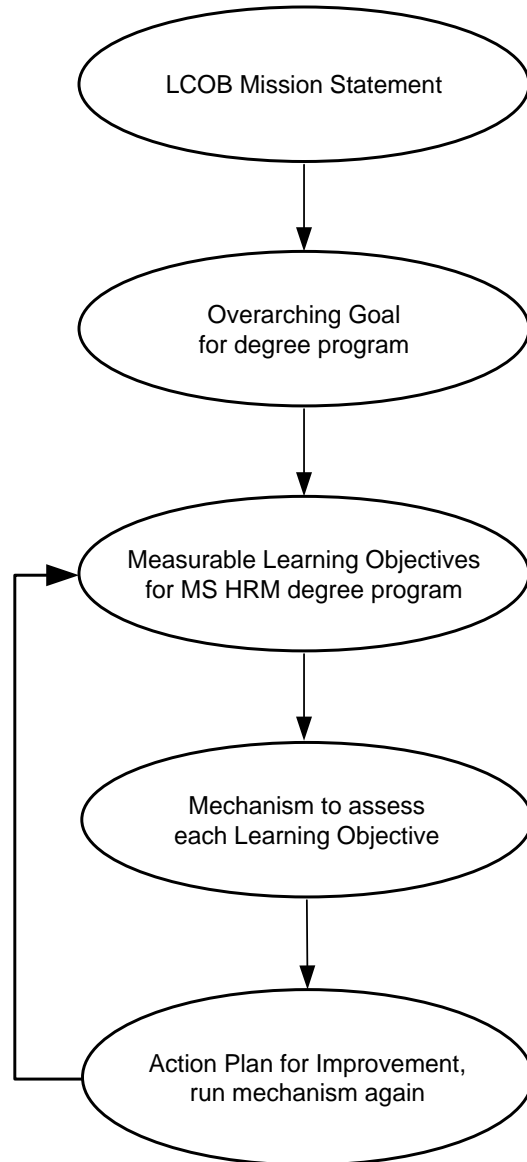 LCOB Mission Statement
Overarching Goal
for degree program
Measurable Learning Objectives
for MS HRM degree program
Mechanism to assess
each Learning Objective
Action Plan for Improvement,
run mechanism again